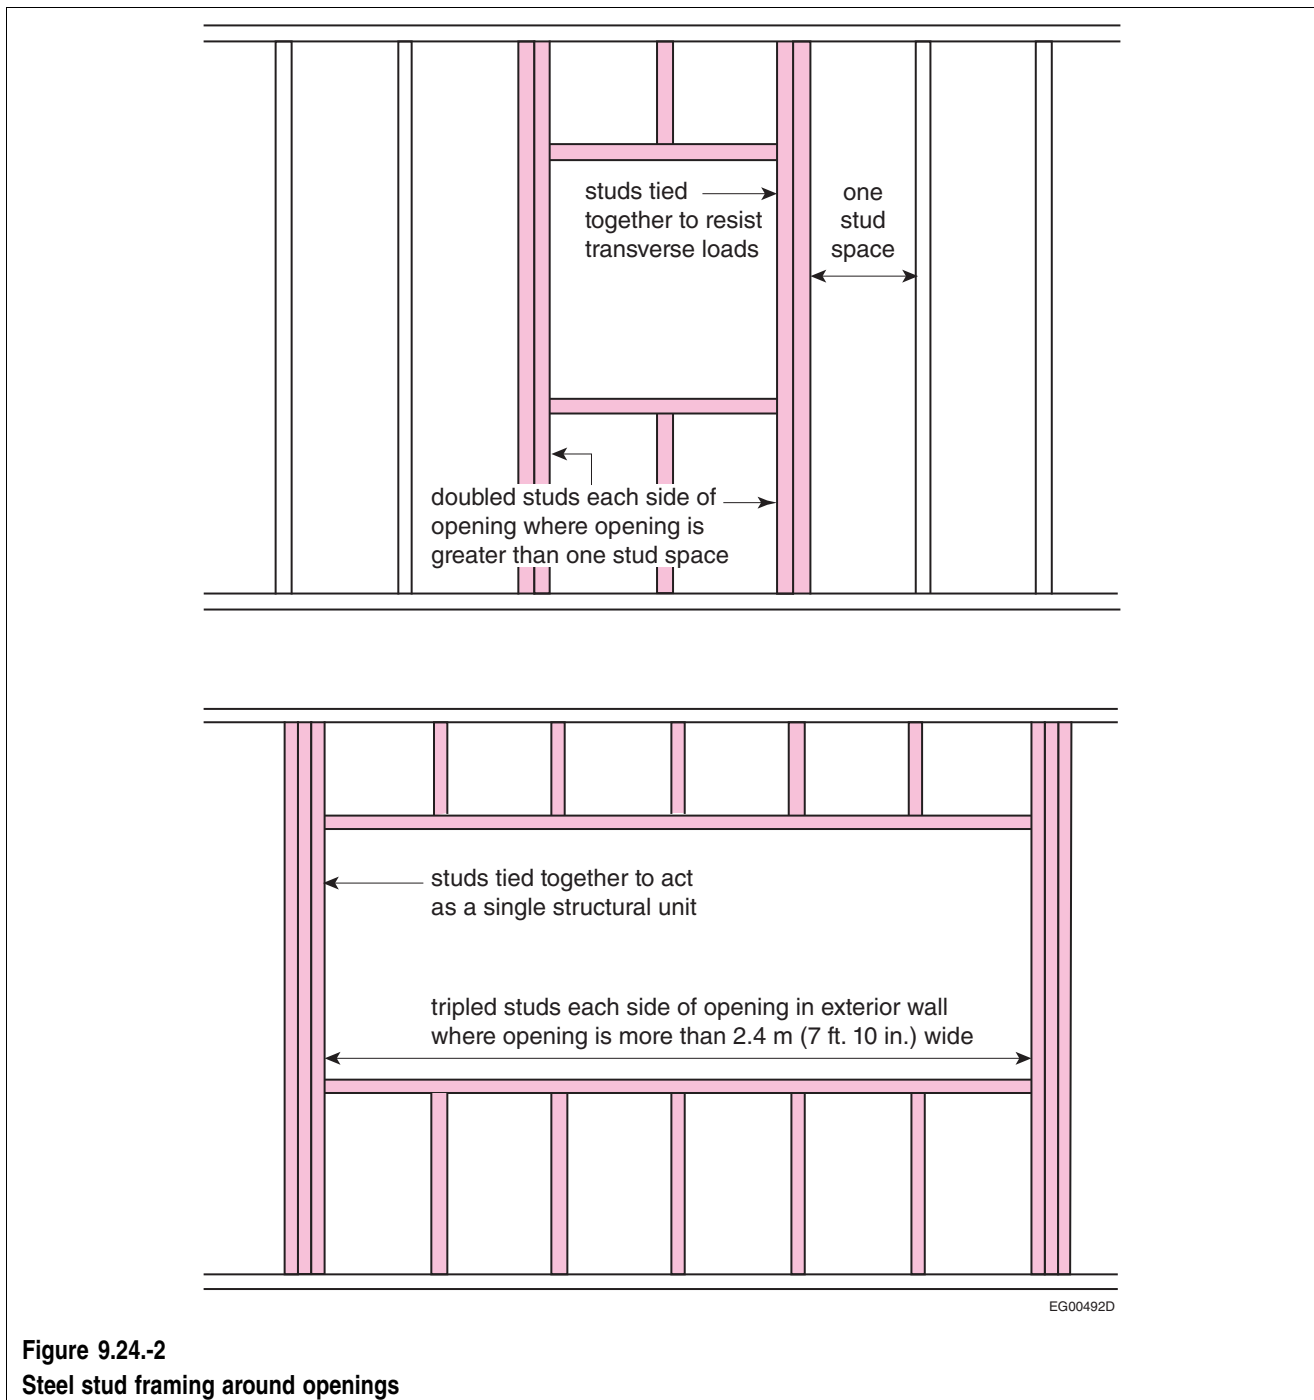 studs tied
together to resist
transverse loads
one
stud
space
doubled studs each side of
opening where opening is
greater than one stud space
studs tied together to act
as a single structural unit
tripled studs each side of opening in exterior wall
where opening is more than 2.4 m (7 ft. 10 in.) wide
EG00492D
Figure 9.24.-2
Steel stud framing around openings